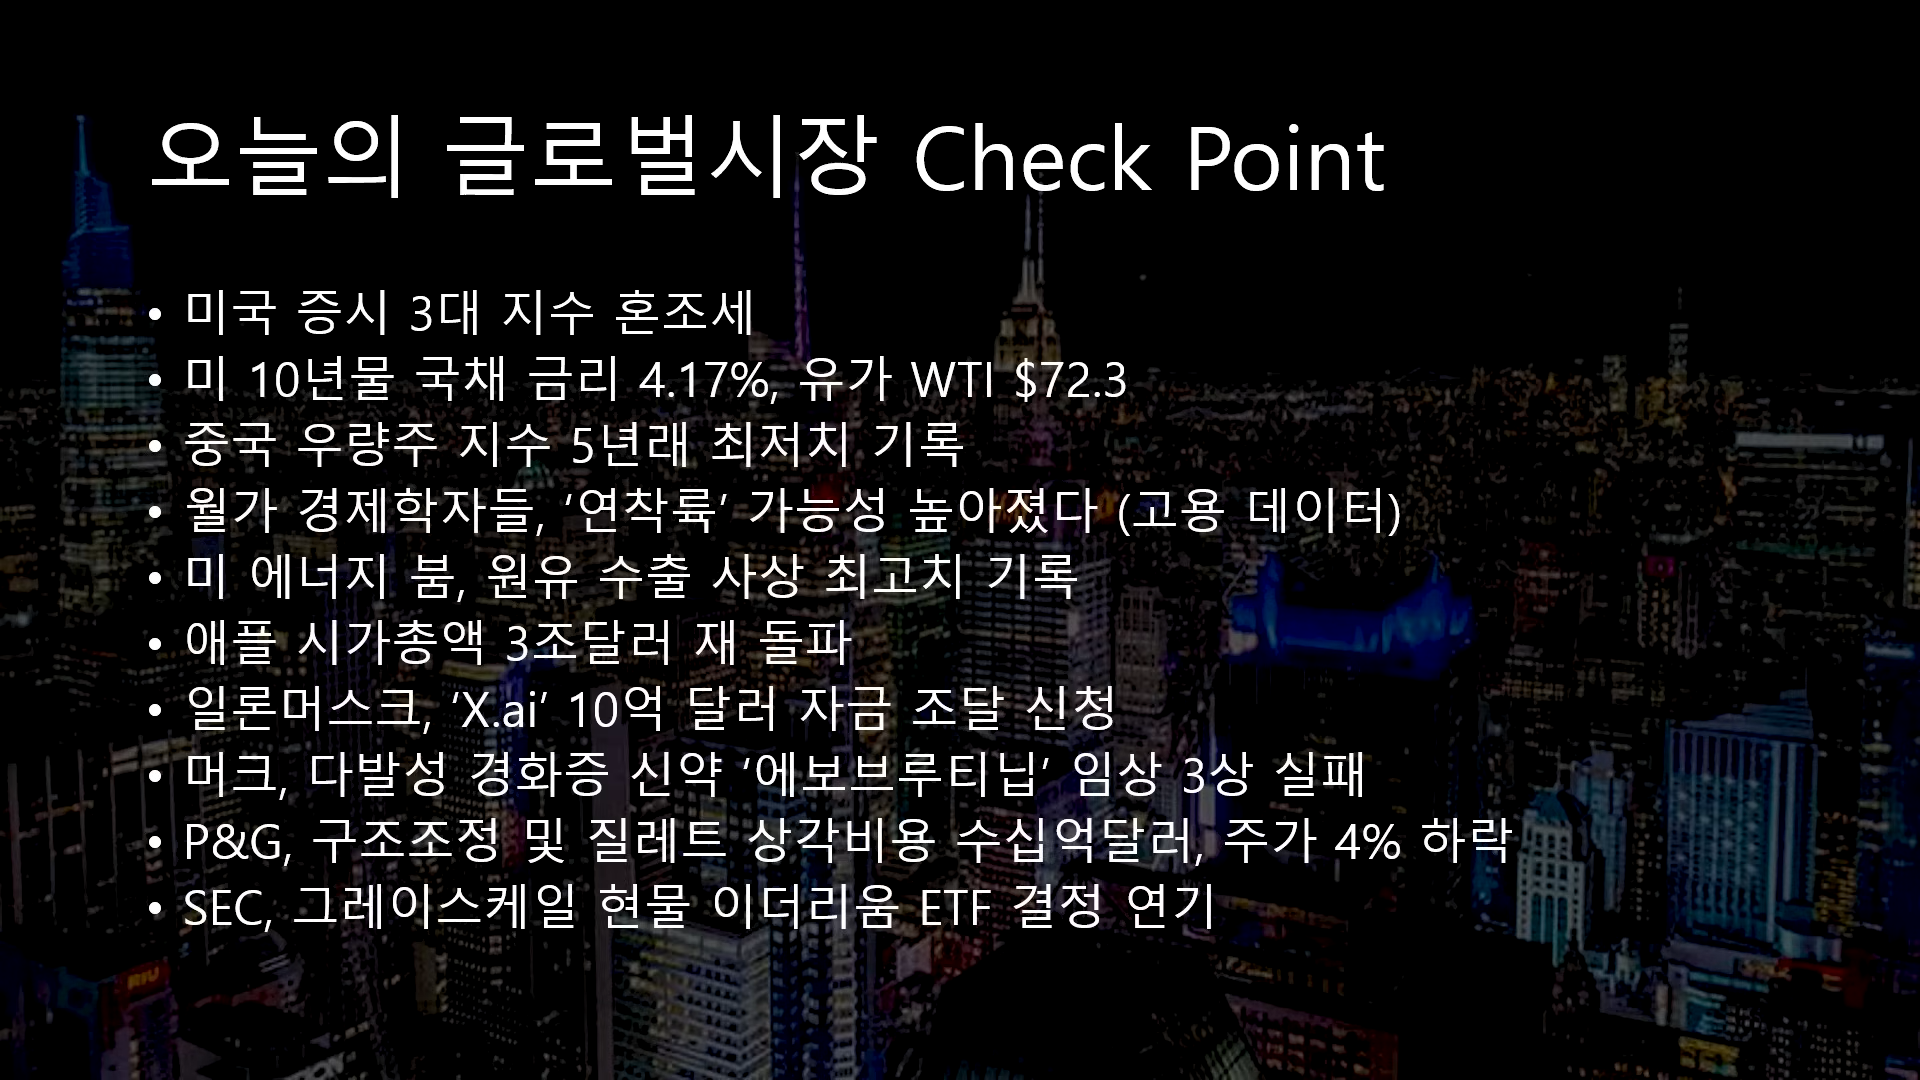 오늘의 글로벌시장 Check Point
• 미국 증시 3대 지수 혼조세
• 미 10년물 국채 금리 4.17%, 유가 WTI $72.3
• 중국 우량주 지수 5년래 최저치 기록
• 월가 경제학자들, ‘연착륙’ 가능성 높아졌다 (고용 데이터)
• 미 에너지 붐, 원유 수출 사상 최고치 기록
• 애플 시가총액 3조달러 재 돌파
• 일론머스크, ‘X.ai’ 10억 달러 자금 조달 신청
• 머크, 다발성 경화증 신약 ‘에보브루티닙’ 임상 3상 실패
• P&G, 구조조정 및 질레트 상각비용 수십억달러, 주가 4% 하락
• SEC, 그레이스케일 현물 이더리움 ETF 결정 연기